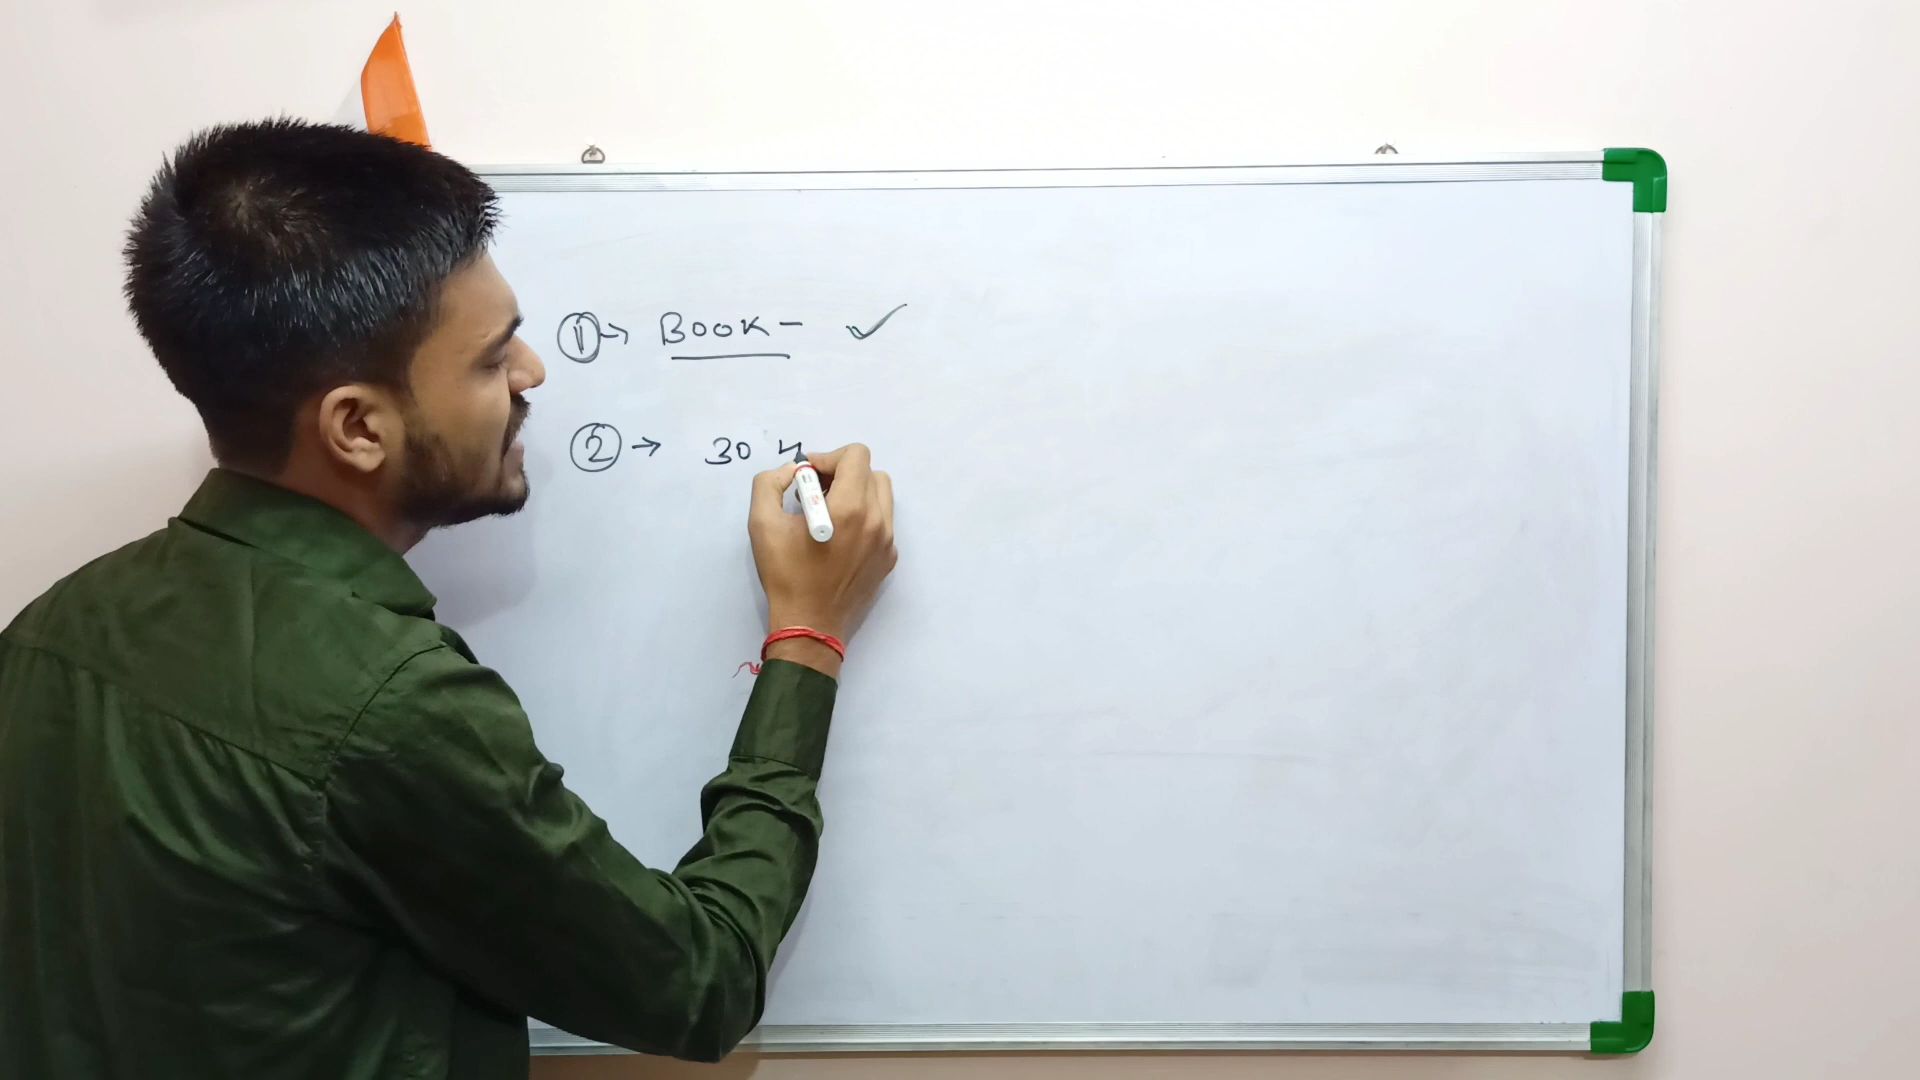 ① → BOOK - ✓
② → 30